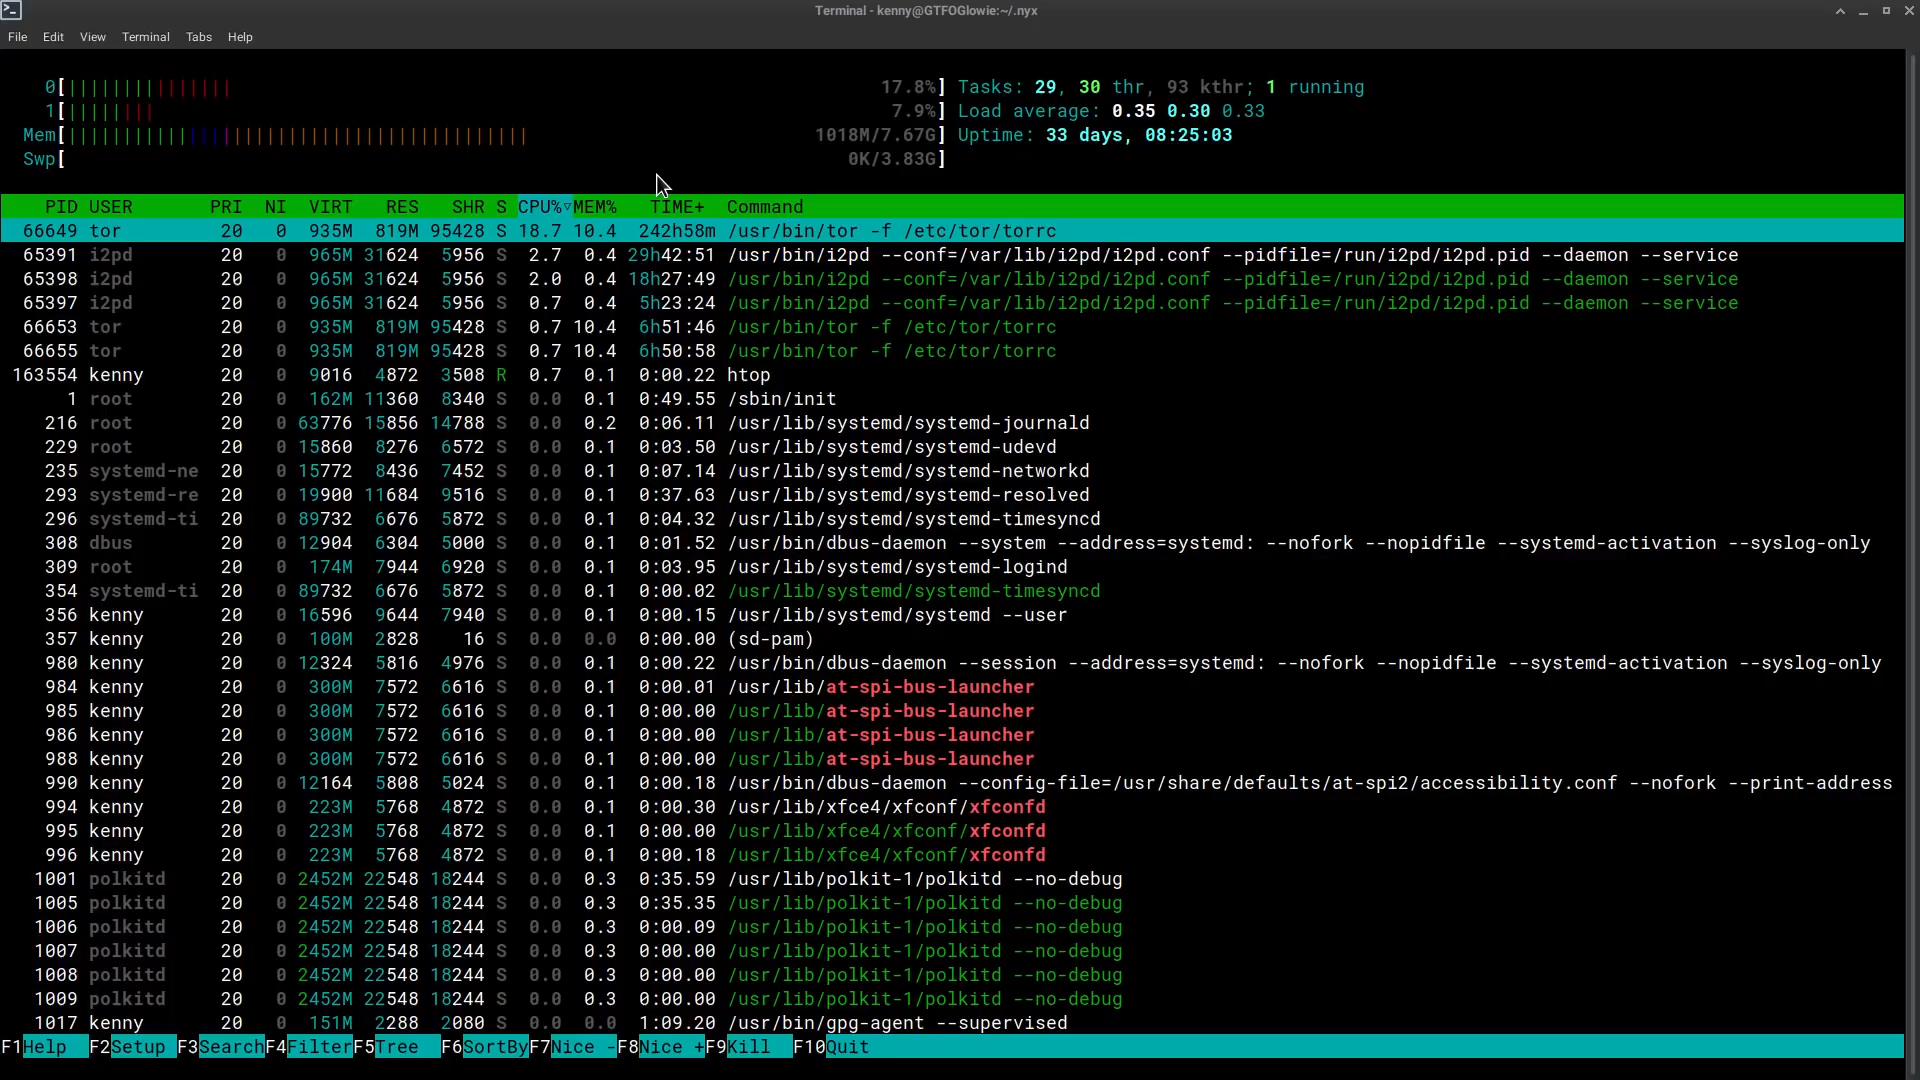 Terminal - kenny@GTFOGlowie:~/.nyx
File Edit View Terminal Tabs Help
0[||||||||||||||| 17.8%] Tasks: 29, 30 thr, 93 kthr; 1 running
1[|||||||| 7.9%] Load average: 0.35 0.30 0.33
Mem[|||||||||||||||||||||||||||||||||||||||||| 1018M/7.67G] Uptime: 33 days, 08:25:03
Swp[ 0K/3.83G]
PID USER PRI NI VIRT RES SHR S CPU%▽MEM% TIME+ Command
66649 tor 20 0 935M 819M 95428 S 18.7 10.4 242h58m /usr/bin/tor -f /etc/tor/torrc
65391 i2pd 20 0 965M 31624 5956 S 2.7 0.4 29h42:51 /usr/bin/i2pd --conf=/var/lib/i2pd/i2pd.conf --pidfile=/run/i2pd/i2pd.pid --daemon --service
65398 i2pd 20 0 965M 31624 5956 S 2.0 0.4 18h27:49 /usr/bin/i2pd --conf=/var/lib/i2pd/i2pd.conf --pidfile=/run/i2pd/i2pd.pid --daemon --service
65397 i2pd 20 0 965M 31624 5956 S 0.7 0.4 5h23:24 /usr/bin/i2pd --conf=/var/lib/i2pd/i2pd.conf --pidfile=/run/i2pd/i2pd.pid --daemon --service
66653 tor 20 0 935M 819M 95428 S 0.7 10.4 6h51:46 /usr/bin/tor -f /etc/tor/torrc
66655 tor 20 0 935M 819M 95428 S 0.7 10.4 6h50:58 /usr/bin/tor -f /etc/tor/torrc
163554 kenny 20 0 9016 4872 3508 R 0.7 0.1 0:00.22 htop
1 root 20 0 162M 11360 8340 S 0.0 0.1 0:49.55 /sbin/init
216 root 20 0 63776 15856 14788 S 0.0 0.2 0:06.11 /usr/lib/systemd/systemd-journald
229 root 20 0 15860 8276 6572 S 0.0 0.1 0:03.50 /usr/lib/systemd/systemd-udevd
235 systemd-ne 20 0 15772 8436 7452 S 0.0 0.1 0:07.14 /usr/lib/systemd/systemd-networkd
293 systemd-re 20 0 19900 11684 9516 S 0.0 0.1 0:37.63 /usr/lib/systemd/systemd-resolved
296 systemd-ti 20 0 89732 6676 5872 S 0.0 0.1 0:04.32 /usr/lib/systemd/systemd-timesyncd
308 dbus 20 0 12904 6304 5000 S 0.0 0.1 0:01.52 /usr/bin/dbus-daemon --system --address=systemd: --nofork --nopidfile --systemd-activation --syslog-only
309 root 20 0 174M 7944 6920 S 0.0 0.1 0:03.95 /usr/lib/systemd/systemd-logind
354 systemd-ti 20 0 89732 6676 5872 S 0.0 0.1 0:00.02 /usr/lib/systemd/systemd-timesyncd
356 kenny 20 0 16596 9644 7940 S 0.0 0.1 0:00.15 /usr/lib/systemd/systemd --user
357 kenny 20 0 100M 2828 16 S 0.0 0.0 0:00.00 (sd-pam)
980 kenny 20 0 12324 5816 4976 S 0.0 0.1 0:00.22 /usr/bin/dbus-daemon --session --address=systemd: --nofork --nopidfile --systemd-activation --syslog-only
984 kenny 20 0 300M 7572 6616 S 0.0 0.1 0:00.01 /usr/lib/at-spi-bus-launcher
985 kenny 20 0 300M 7572 6616 S 0.0 0.1 0:00.00 /usr/lib/at-spi-bus-launcher
986 kenny 20 0 300M 7572 6616 S 0.0 0.1 0:00.00 /usr/lib/at-spi-bus-launcher
988 kenny 20 0 300M 7572 6616 S 0.0 0.1 0:00.00 /usr/lib/at-spi-bus-launcher
990 kenny 20 0 12164 5808 5024 S 0.0 0.1 0:00.18 /usr/bin/dbus-daemon --config-file=/usr/share/defaults/at-spi2/accessibility.conf --nofork --print-address
994 kenny 20 0 223M 5768 4872 S 0.0 0.1 0:00.30 /usr/lib/xfce4/xfconf/xfconfd
995 kenny 20 0 223M 5768 4872 S 0.0 0.1 0:00.00 /usr/lib/xfce4/xfconf/xfconfd
996 kenny 20 0 223M 5768 4872 S 0.0 0.1 0:00.18 /usr/lib/xfce4/xfconf/xfconfd
1001 polkitd 20 0 2452M 22548 18244 S 0.0 0.3 0:35.59 /usr/lib/polkit-1/polkitd --no-debug
1005 polkitd 20 0 2452M 22548 18244 S 0.0 0.3 0:35.35 /usr/lib/polkit-1/polkitd --no-debug
1006 polkitd 20 0 2452M 22548 18244 S 0.0 0.3 0:00.09 /usr/lib/polkit-1/polkitd --no-debug
1007 polkitd 20 0 2452M 22548 18244 S 0.0 0.3 0:00.00 /usr/lib/polkit-1/polkitd --no-debug
1008 polkitd 20 0 2452M 22548 18244 S 0.0 0.3 0:00.00 /usr/lib/polkit-1/polkitd --no-debug
1009 polkitd 20 0 2452M 22548 18244 S 0.0 0.3 0:00.00 /usr/lib/polkit-1/polkitd --no-debug
1017 kenny 20 0 151M 2288 2080 S 0.0 0.0 1:09.20 /usr/bin/gpg-agent --supervised
F1Help F2Setup F3SearchF4FilterF5Tree F6SortByF7Nice -F8Nice +F9Kill F10Quit